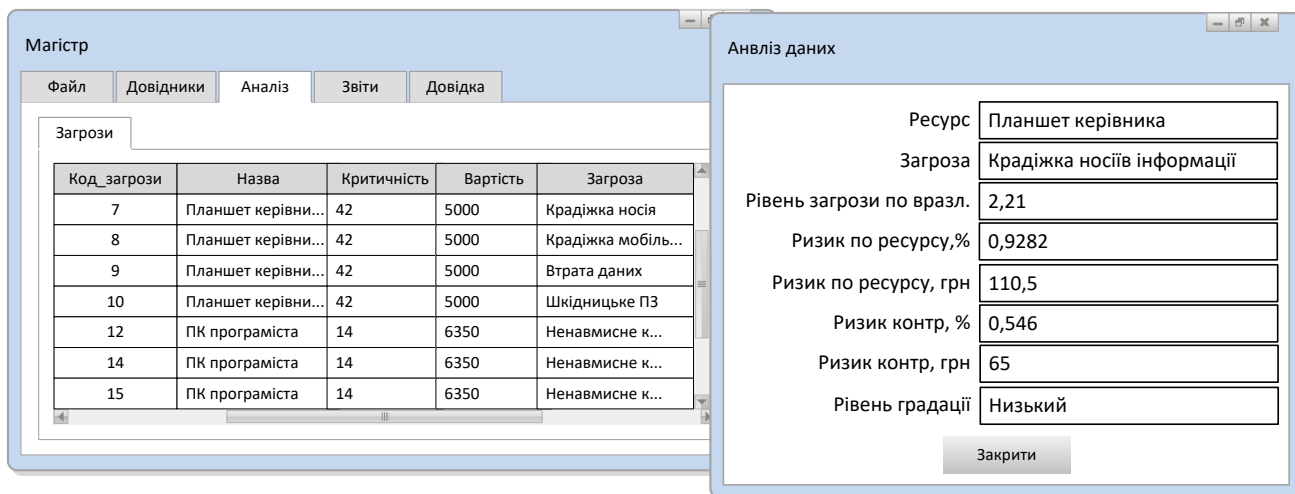 Магістр
Файл Довідники Аналіз Звіти Довідка
Загрози
Код_загрози Назва Критичність Вартість Загроза
7 Планшет керівни... 42 5000 Крадіжка носія
8 Планшет керівни... 42 5000 Крадіжка мобіль...
9 Планшет керівни... 42 5000 Втрата даних
10 Планшет керівни... 42 5000 Шкідницьке ПЗ
12 ПК програміста 14 6350 Ненавмисне к...
14 ПК програміста 14 6350 Ненавмисне к...
15 ПК програміста 14 6350 Ненавмисне к...
Анвліз даних
Ресурс Планшет керівника
Загроза Крадіжка носіїв інформації
Рівень загрози по вразл. 2,21
Ризик по ресурсу,% 0,9282
Ризик по ресурсу, грн 110,5
Ризик контр, % 0,546
Ризик контр, грн 65
Рівень градації Низький
Закрити